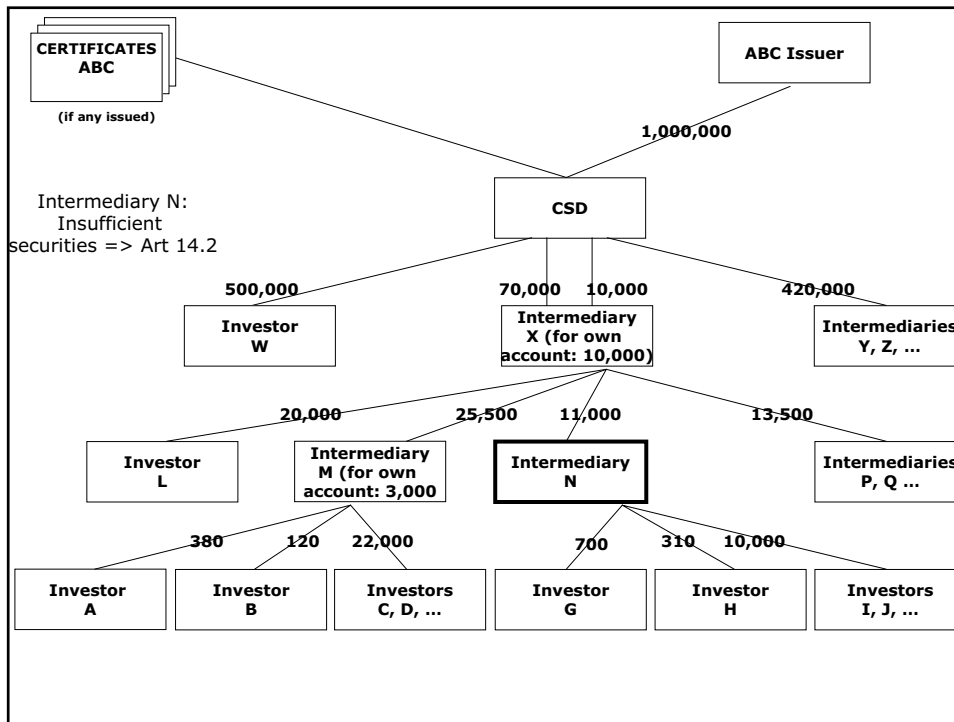 CERTIFICATES
ABC
(if any issued)
ABC Issuer
1,000,000
CSD
Intermediary N:
Insufficient
securities => Art 14.2
500,000
70,000
10,000
420,000
Investor
W
Intermediary
X (for own
account: 10,000)
Intermediaries
Y, Z, ...
20,000
25,500
11,000
13,500
Investor
L
Intermediary
M (for own
account: 3,000
Intermediary
N
Intermediaries
P, Q ...
380
120
22,000
700
310
10,000
Investor
A
Investor
B
Investors
C, D, ...
Investor
G
Investor
H
Investors
I, J, ...